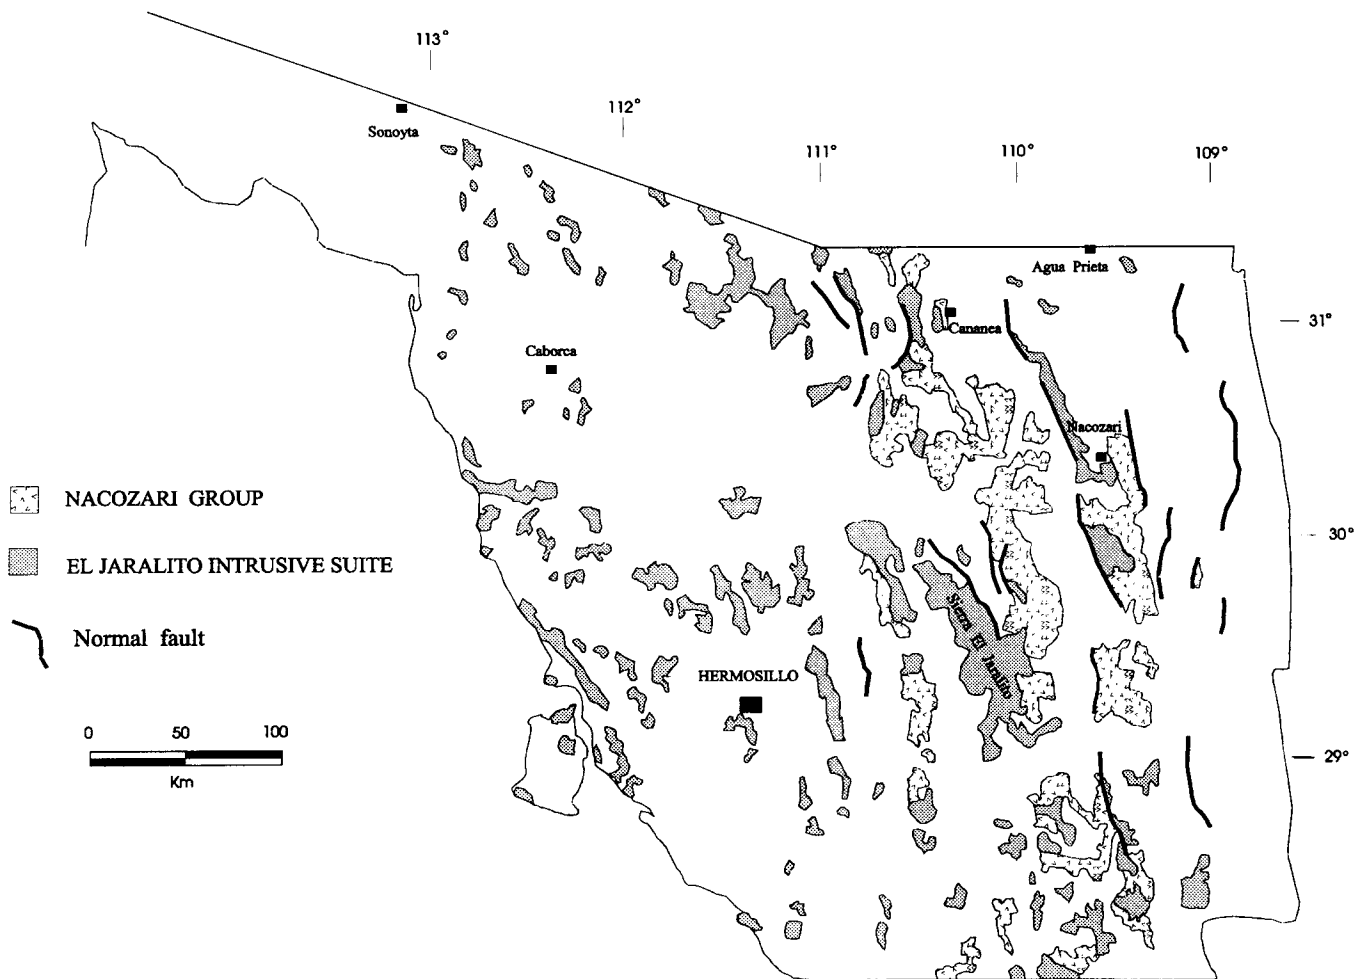 113°
112°
111°
110°
109°
Sonoyta
Agua Prieta
31°
Cananea
Caborca
Nacozari
NACOZARI GROUP
30°
EL JARALITO INTRUSIVE SUITE
Sierra El Jaralito
Normal fault
HERMOSILLO
0 50 100
Km
29°